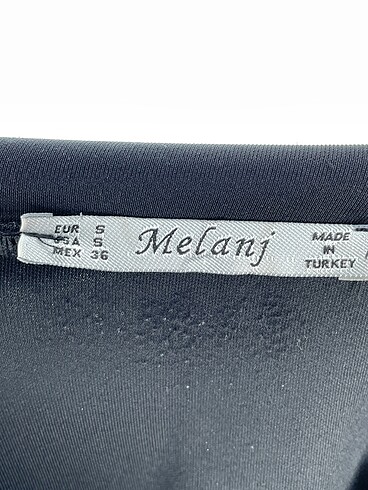 EUR S
USA S
MEX 36
Melanj
MADE
IN
TURKEY